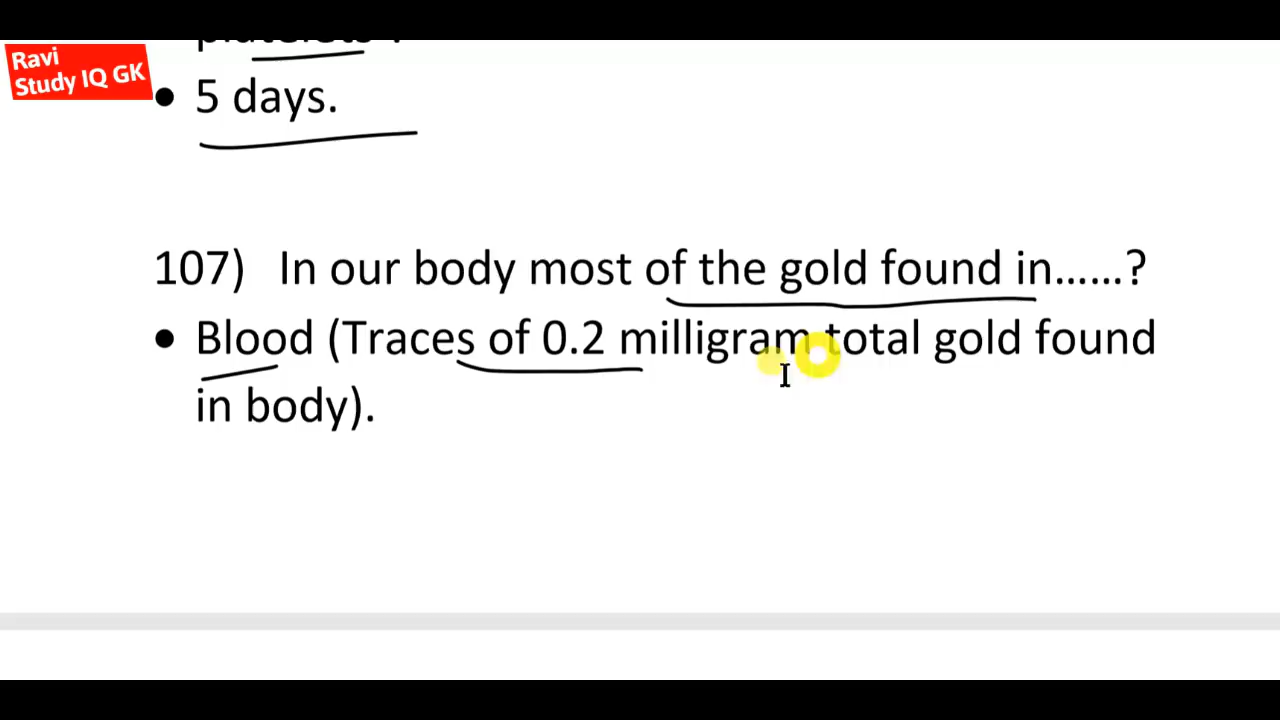 platelets ?
Ravi
Study IQ GK
• 5 days.
107) In our body most of the gold found in......?
• Blood (Traces of 0.2 milligram total gold found
in body).